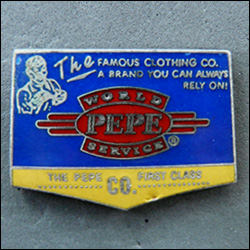 The FAMOUS CLOTHING CO.
A BRAND YOU CAN ALWAYS
RELY ON!
WORLD
PEPE
SERVICE ®
THE PEPE CO. FIRST CLASS